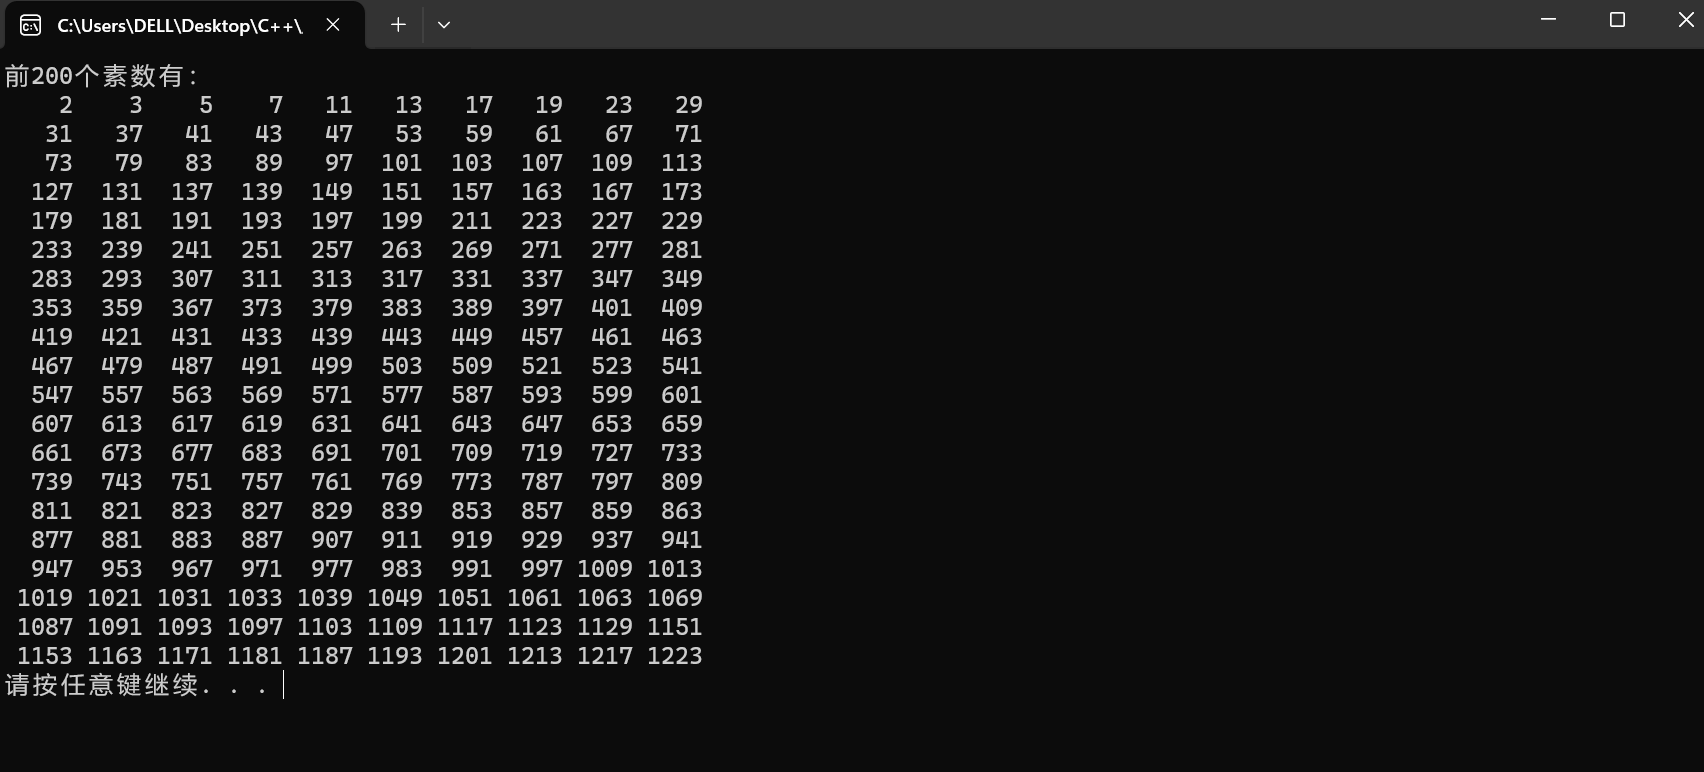 C:\Users\DELL\Desktop\C++\
前200个素数有:
2 3 5 7 11 13 17 19 23 29
31 37 41 43 47 53 59 61 67 71
73 79 83 89 97 101 103 107 109 113
127 131 137 139 149 151 157 163 167 173
179 181 191 193 197 199 211 223 227 229
233 239 241 251 257 263 269 271 277 281
283 293 307 311 313 317 331 337 347 349
353 359 367 373 379 383 389 397 401 409
419 421 431 433 439 443 449 457 461 463
467 479 487 491 499 503 509 521 523 541
547 557 563 569 571 577 587 593 599 601
607 613 617 619 631 641 643 647 653 659
661 673 677 683 691 701 709 719 727 733
739 743 751 757 761 769 773 787 797 809
811 821 823 827 829 839 853 857 859 863
877 881 883 887 907 911 919 929 937 941
947 953 967 971 977 983 991 997 1009 1013
1019 1021 1031 1033 1039 1049 1051 1061 1063 1069
1087 1091 1093 1097 1103 1109 1117 1123 1129 1151
1153 1163 1171 1181 1187 1193 1201 1213 1217 1223
请按任意键继续. . .